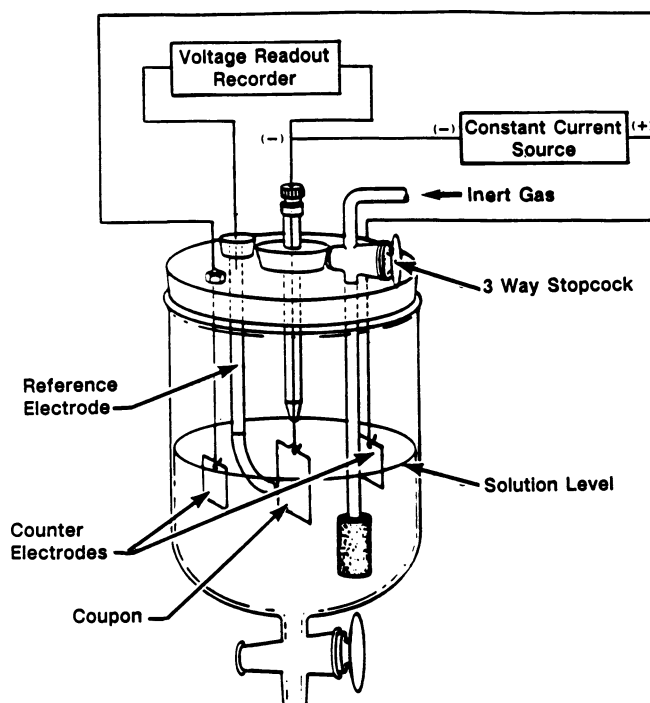 Voltage Readout
Recorder
(-)
(-)
Constant Current
Source
(+)
Inert Gas
3 Way Stopcock
Reference
Electrode
Solution Level
Counter
Electrodes
Coupon